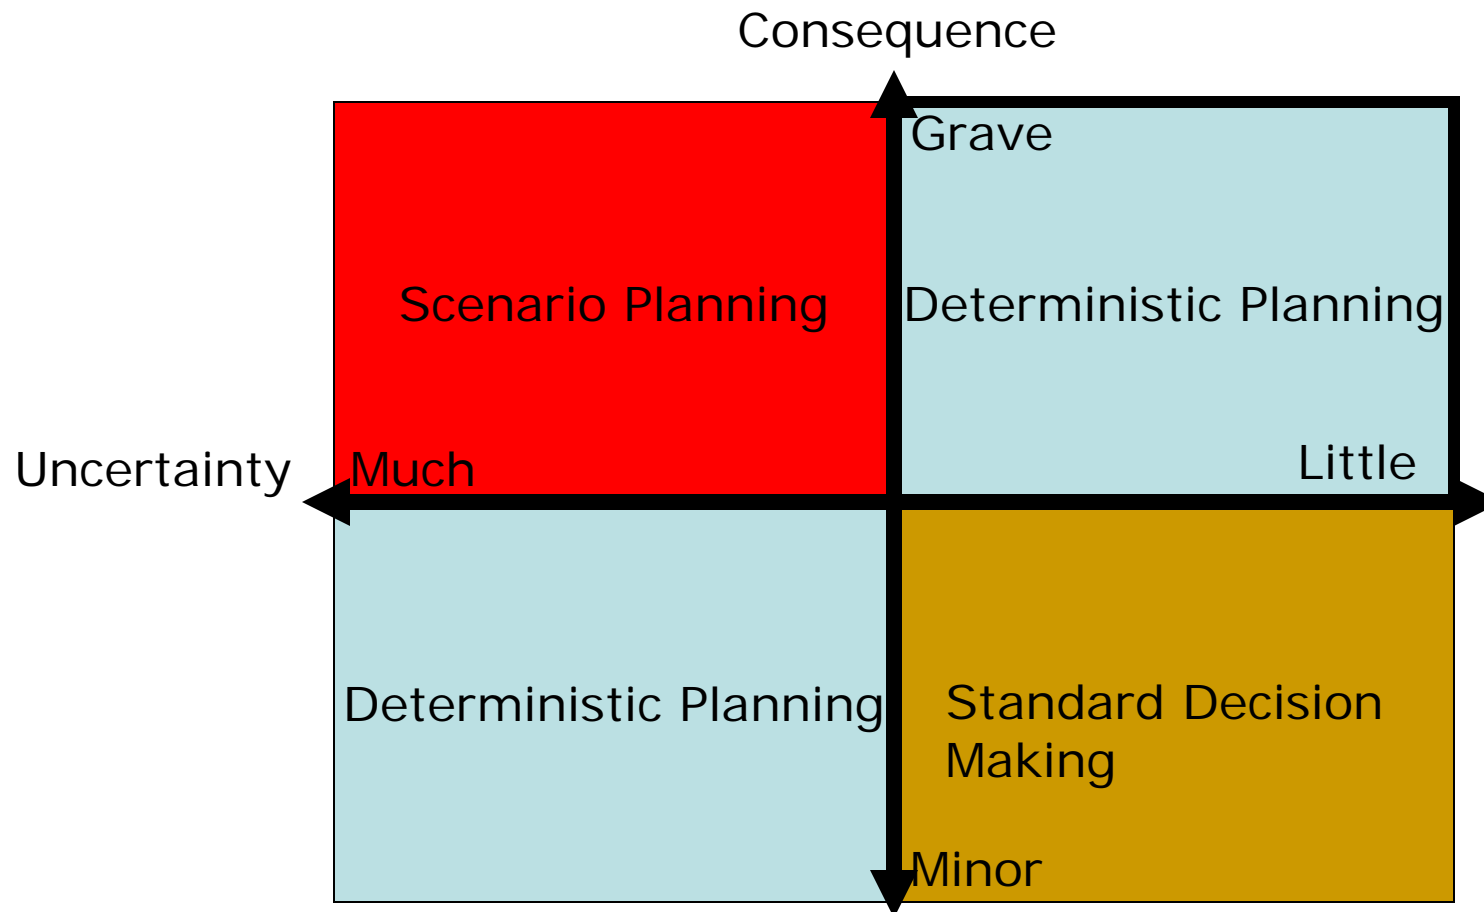 Consequence
Grave
Scenario Planning
Deterministic Planning
Uncertainty
Much
Little
Deterministic Planning
Standard Decision
Making
Minor